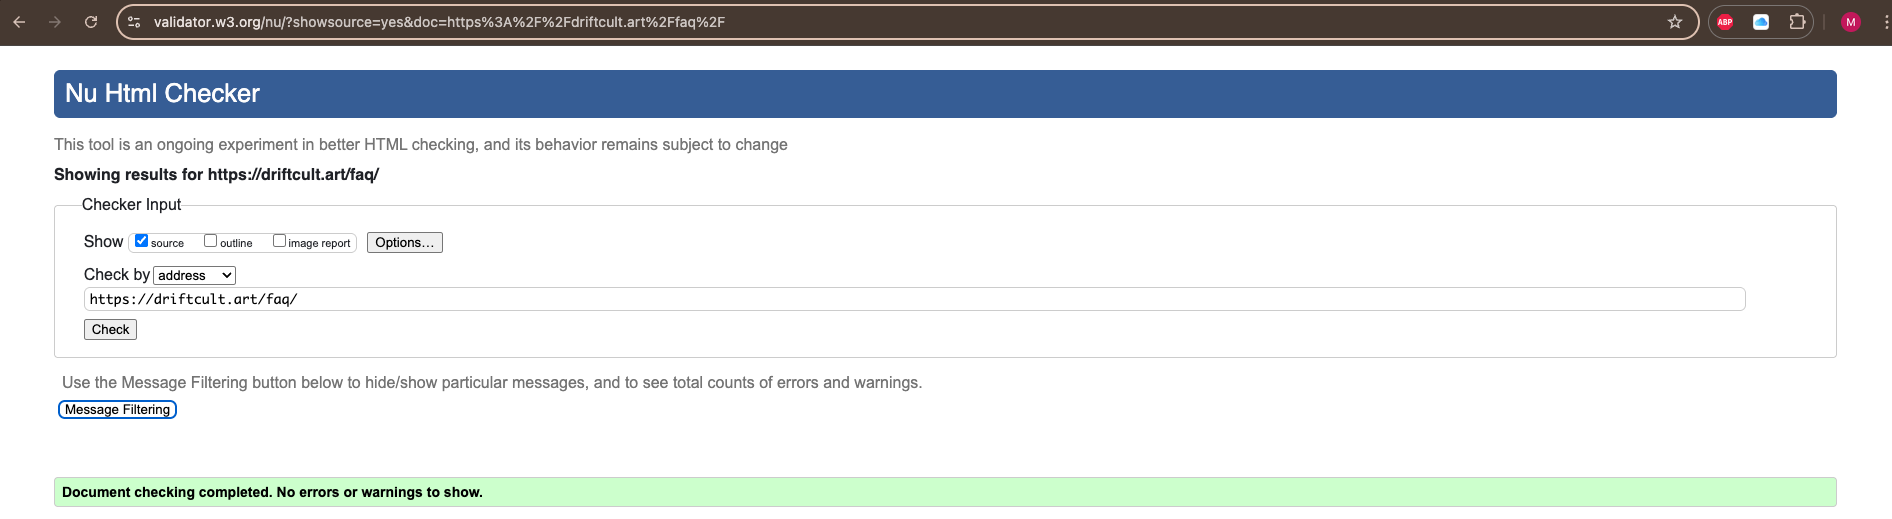 validator.w3.org/nu/?showsource=yes&doc=https%3A%2F%2Fdriftcult.art%2Ffaq%2F
ABP
M
Nu Html Checker
This tool is an ongoing experiment in better HTML checking, and its behavior remains subject to change
Showing results for https://driftcult.art/faq/
Checker Input
Show source outline image report Options...
Check by address
https://driftcult.art/faq/
Check
Use the Message Filtering button below to hide/show particular messages, and to see total counts of errors and warnings.
Message Filtering
Document checking completed. No errors or warnings to show.